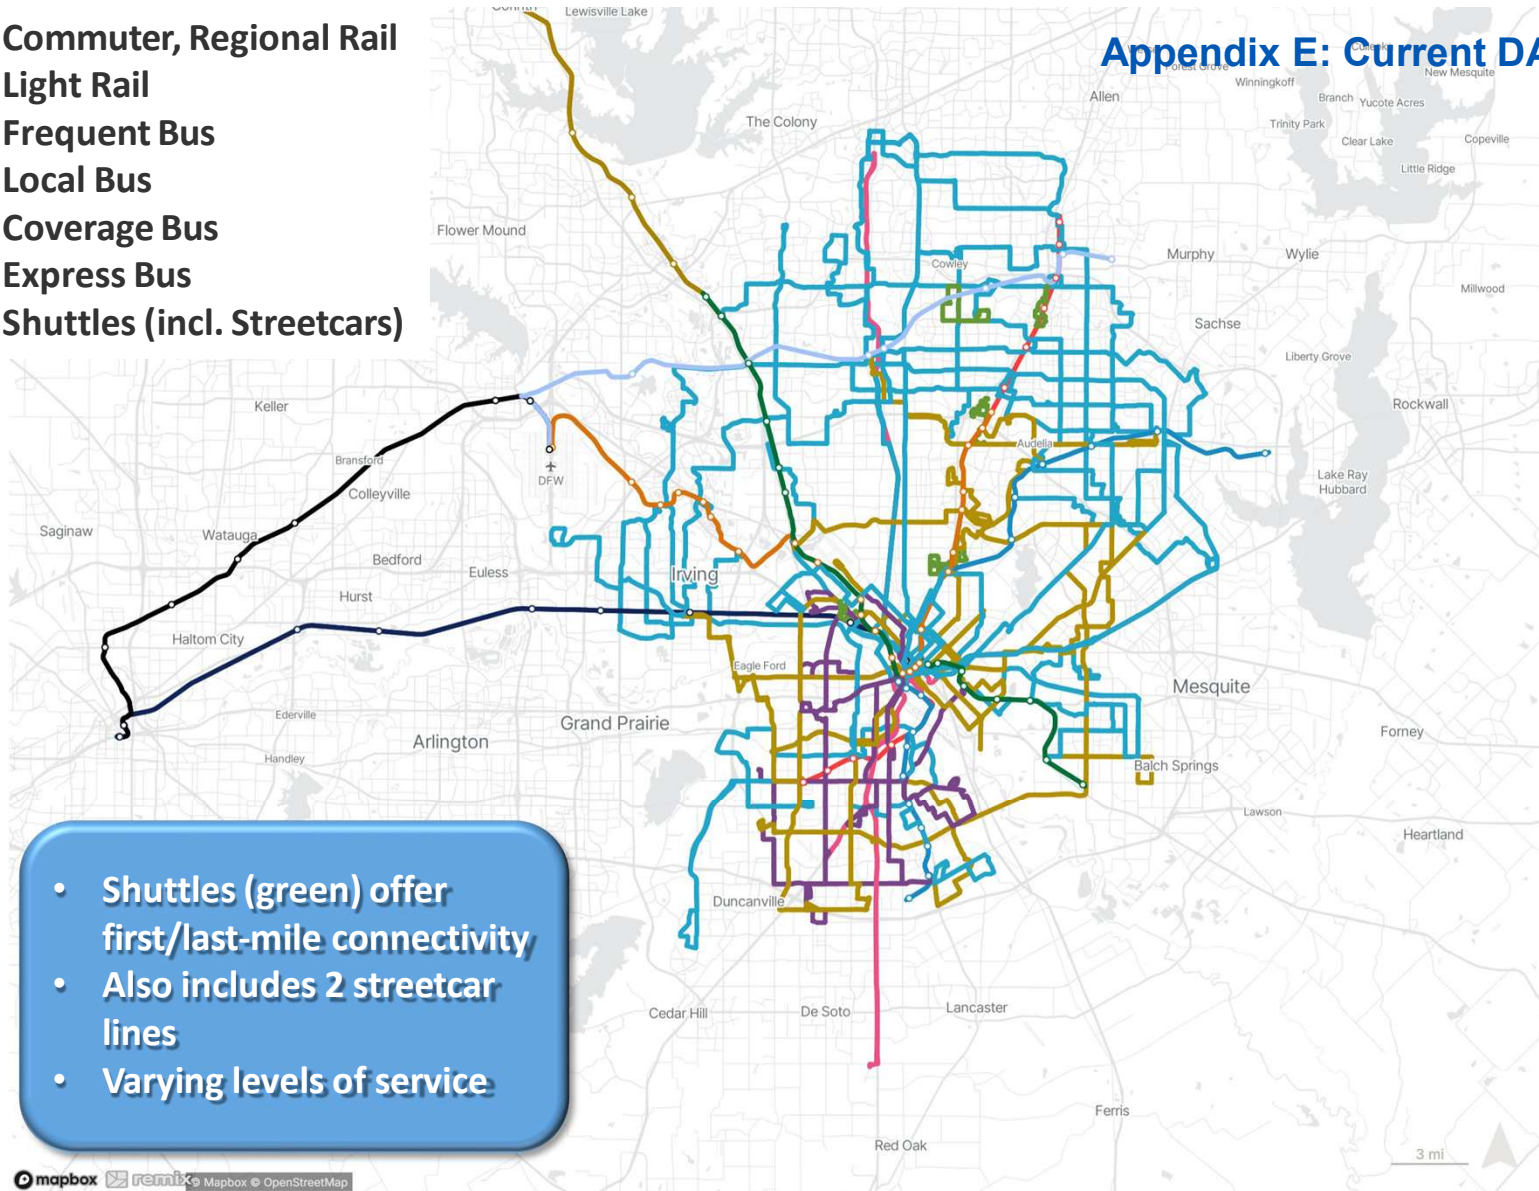 Commuter, Regional Rail
Light Rail
Frequent Bus
Local Bus
Coverage Bus
Express Bus
Shuttles (incl. Streetcars)
Appendix E: Current DA
Lewisville Lake
Forest Grove
Winningkoff
New Mesquite
Allen
Branch
Yucote Acres
The Colony
Trinity Park
Clear Lake
Copeville
Little Ridge
Flower Mound
Cowley
Murphy
Wylie
Millwood
Sachse
Liberty Grove
Keller
Rockwall
Bransford
Audelia
DFW
Colleyville
Lake Ray
Hubbard
Saginaw
Watauga
Bedford
Euless
Irving
Hurst
Halton City
Eagle Ford
Mesquite
Ederville
Grand Prairie
Arlington
Forney
Handley
Balch Springs
Lawson
Heartland
• Shuttles (green) offer
first/last-mile connectivity
• Also includes 2 streetcar
lines
• Varying levels of service
Duncanville
Cedar Hill
De Soto
Lancaster
Ferris
Red Oak
3 mi
mapbox remix © Mapbox © OpenStreetMap